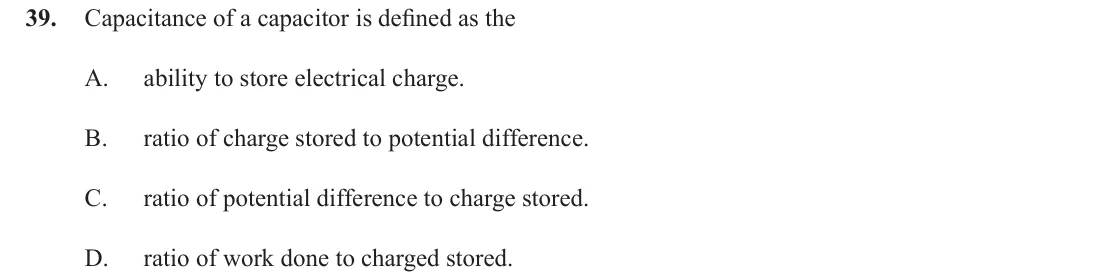 39. Capacitance of a capacitor is defined as the
A. ability to store electrical charge.
B. ratio of charge stored to potential difference.
C. ratio of potential difference to charge stored.
D. ratio of work done to charged stored.